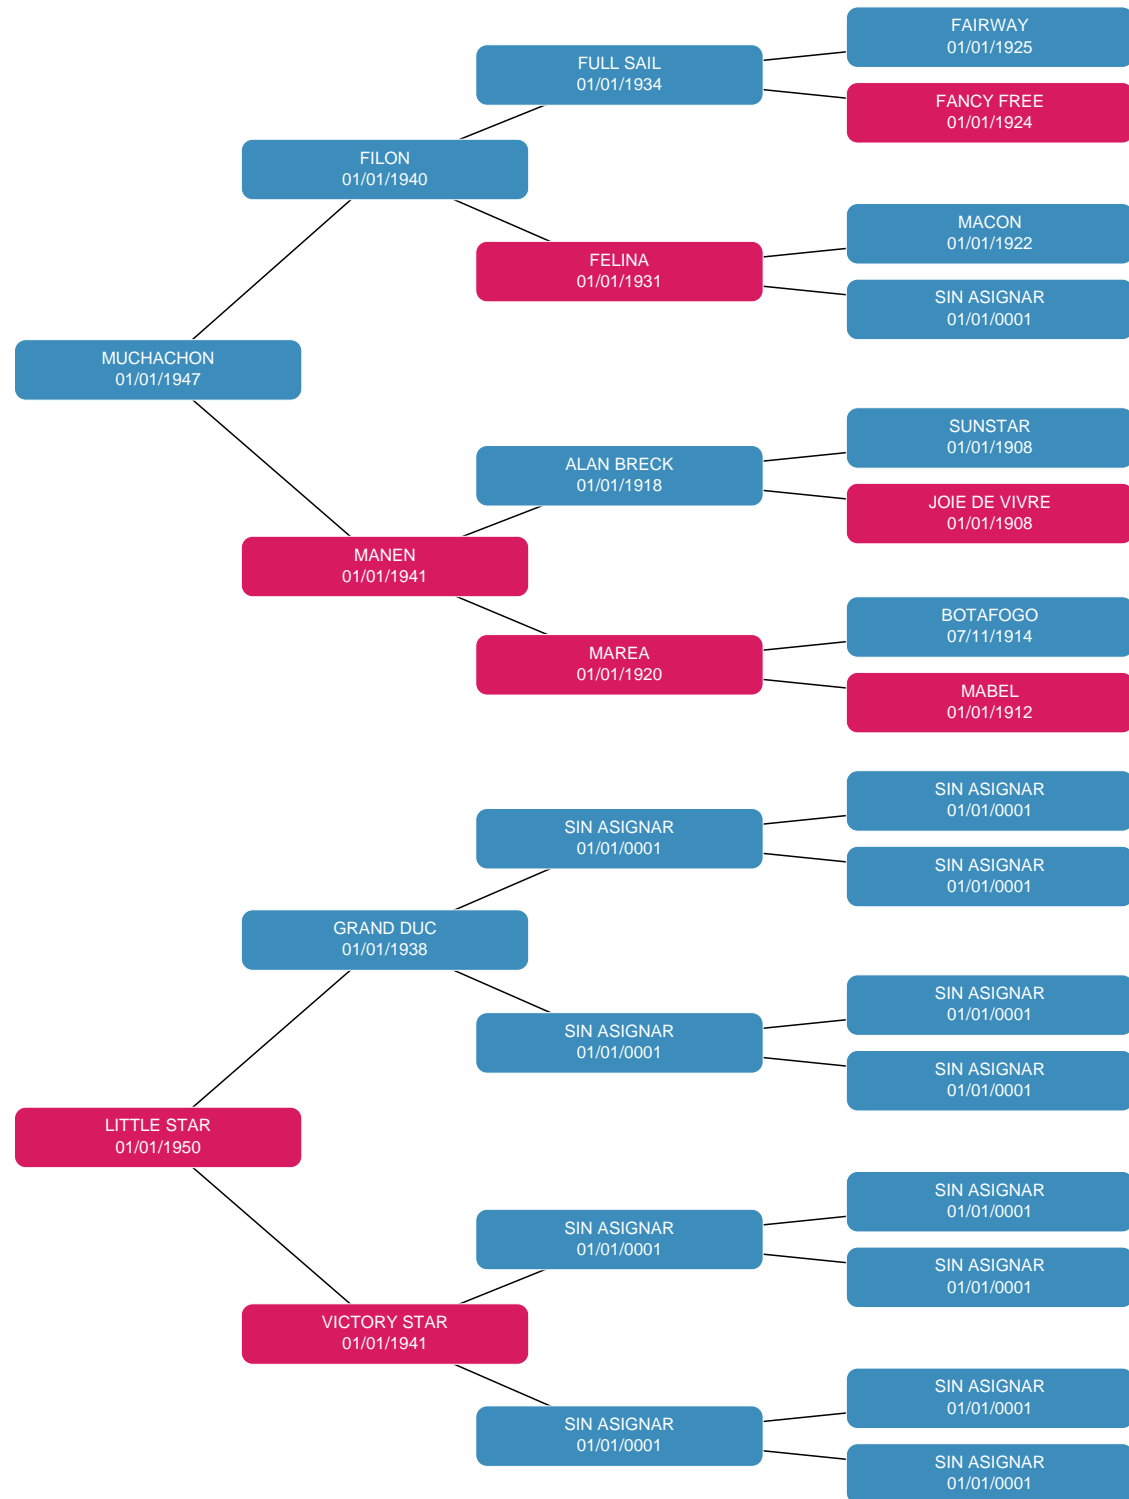 FAIRWAY
01/01/1925
FULL SAIL
01/01/1934
FANCY FREE
01/01/1924
FILON
01/01/1940
MACON
01/01/1922
FELINA
01/01/1931
SIN ASIGNAR
01/01/0001
MUCHACHON
01/01/1947
SUNSTAR
01/01/1908
ALAN BRECK
01/01/1918
JOIE DE VIVRE
01/01/1908
MANEN
01/01/1941
BOTAFOGO
07/11/1914
MAREA
01/01/1920
MABEL
01/01/1912
SIN ASIGNAR
01/01/0001
SIN ASIGNAR
01/01/0001
SIN ASIGNAR
01/01/0001
GRAND DUC
01/01/1938
SIN ASIGNAR
01/01/0001
SIN ASIGNAR
01/01/0001
SIN ASIGNAR
01/01/0001
LITTLE STAR
01/01/1950
SIN ASIGNAR
01/01/0001
SIN ASIGNAR
01/01/0001
SIN ASIGNAR
01/01/0001
VICTORY STAR
01/01/1941
SIN ASIGNAR
01/01/0001
SIN ASIGNAR
01/01/0001
SIN ASIGNAR
01/01/0001